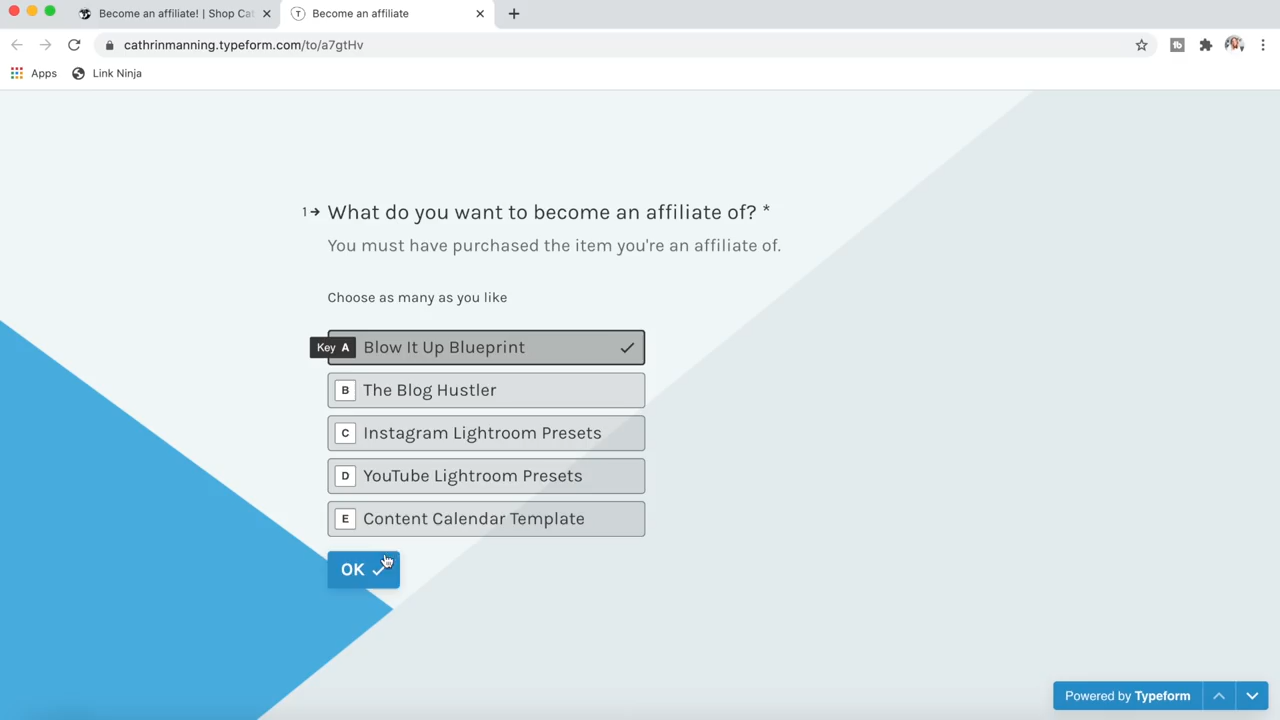 Become an affiliate! | Shop Cat
Become an affiliate
cathrinmanning.typeform.com/to/a7gtHv
Apps
Link Ninja
1 What do you want to become an affiliate of? *
You must have purchased the item you're an affiliate of.
Choose as many as you like
Key A Blow It Up Blueprint
B The Blog Hustler
C Instagram Lightroom Presets
D YouTube Lightroom Presets
E Content Calendar Template
OK
Powered by Typeform